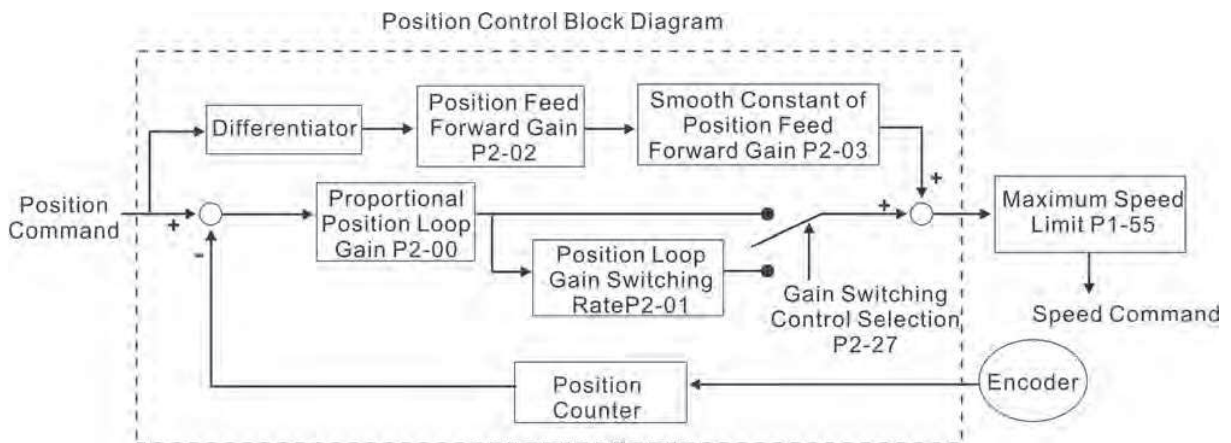 Position Control Block Diagram
Differentiator
Position Feed
Forward Gain
P2-02
Smooth Constant of
Position Feed
Forward Gain P2-03
+
Position
Command
+
-
Proportional
Position Loop
Gain P2-00
Position Loop
Gain Switching
RateP2-01
+
Gain Switching
Control Selection
P2-27
Maximum Speed
Limit P1-55
Speed Command
Position
Counter
Encoder